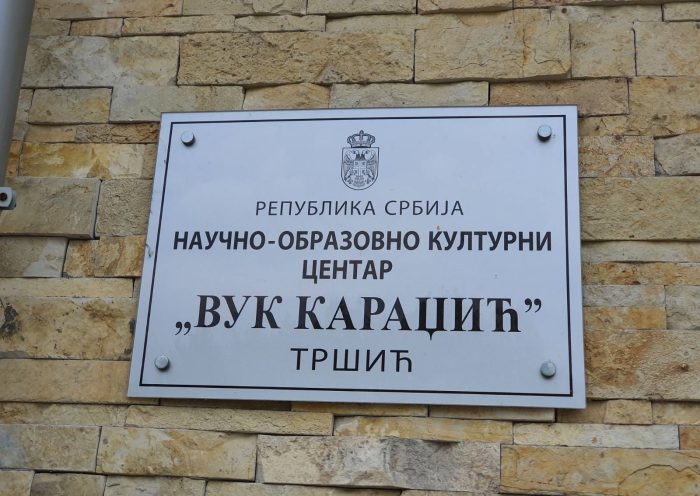 РЕПУБЛИКА СРБИЈА
НАУЧНО-ОБРАЗОВНО КУЛТУРНИ
ЦЕНТАР
„ВУК КАРАЏИЋ”
ТРШИЋ